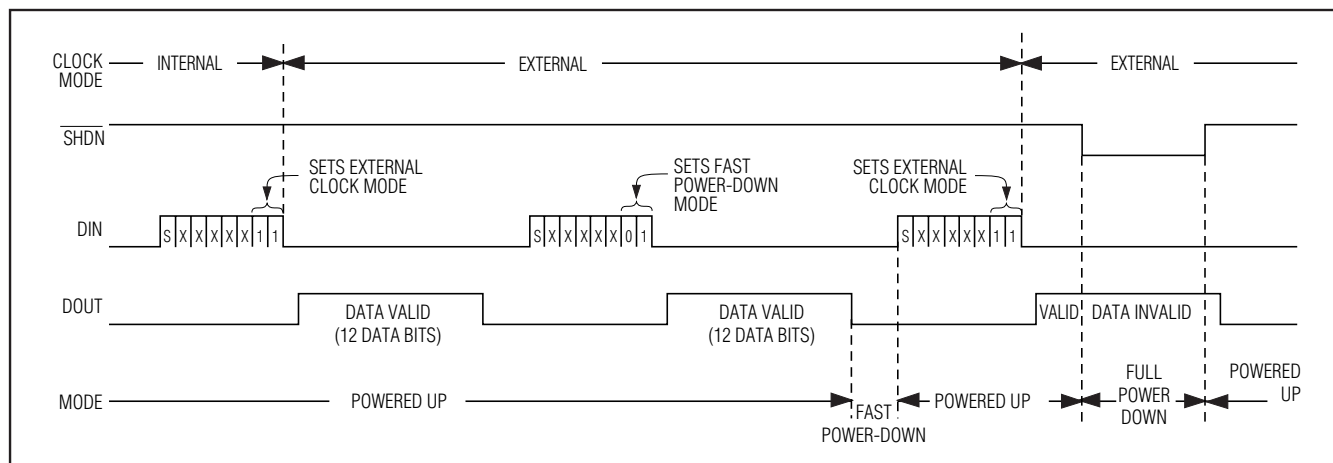 CLOCK
MODE
INTERNAL
EXTERNAL
EXTERNAL
SHDN
SETS EXTERNAL
CLOCK MODE
SETS FAST
POWER-DOWN
MODE
SETS EXTERNAL
CLOCK MODE
DIN
S X X X X X 1 1
S X X X X X 0 1
S X X X X X 1 1
DOUT
DATA VALID
(12 DATA BITS)
DATA VALID
(12 DATA BITS)
VALID
DATA INVALID
MODE
POWERED UP
FAST
POWER-DOWN
POWERED UP
FULL
POWER
DOWN
POWERED
UP